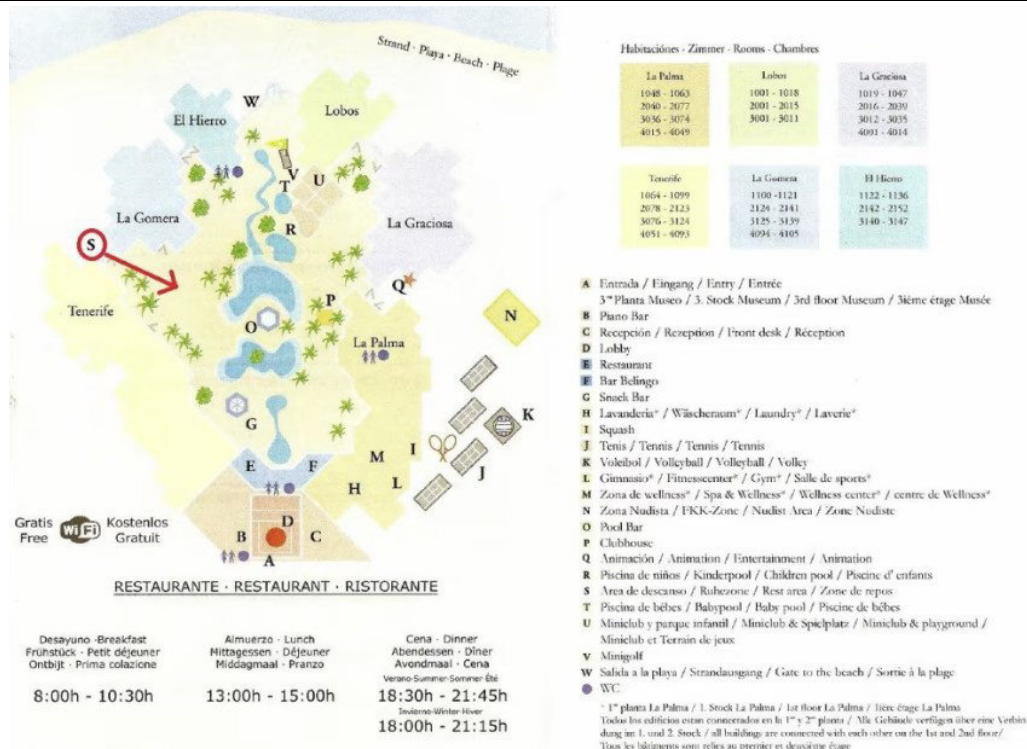 Strand · Playa · Beach · Plage
W
Lobos
El Hierro
V
T
U
La Gomera
La Graciosa
R
S
Q
Tenerife
P
N
O
La Palma
K
G
I
M
J
E
F
L
H
Gratis
Free
WiFi
Kostenlos
Gratuit
D
B
C
A
RESTAURANTE · RESTAURANT · RISTORANTE
Desayuno ·Breakfast
Frühstück · Petit déjeuner
Ontbijt · Prima colazione
8:00h - 10:30h
Almuerzo · Lunch
Mittagessen · Déjeuner
Middagmaal · Pranzo
13:00h - 15:00h
Cena · Dinner
Abendessen · Dîner
Avondmaal · Cena
Verano·Summer·Sommer·Été
18:30h - 21:45h
Invierno·Winter·Hiver
18:00h - 21:15h
Habitaciónes · Zimmer · Rooms · Chambres
La Palma
1048 - 1063
2040 - 2077
3036 - 3074
4015 - 4049
Lobos
1001 - 1018
2001 - 2015
3001 - 3011
La Graciosa
1019 - 1047
2016 - 2039
3012 - 3035
4001 - 4014
Tenerife
1064 - 1099
2078 - 2123
3076 - 3124
4051 - 4093
La Gomera
1100 -1121
2124 - 2141
3125 - 3139
4094 - 4105
El Hierro
1122 - 1136
2142 - 2152
3140 - 3147
A Entrada / Eingang / Entry / Entrée
3ª Planta Museo / 3. Stock Museum / 3rd floor Museum / 3ième étage Musée
B Piano Bar
C Recepción / Rezeption / Front desk / Réception
D Lobby
E Restaurant
F Bar Belingo
G Snack Bar
H Lavandería* / Wäscheraum* / Laundry* / Laverie*
I Squash
J Tenis / Tennis / Tennis / Tennis
K Voleibol / Volleyball / Volleyball / Volley
L Gimnasio* / Fitnesscenter* / Gym* / Salle de sports*
M Zona de wellness* / Spa & Wellness* / Wellness center* / centre de Wellness*
N Zona Nudista / FKK-Zone / Nudist Area / Zone Nudiste
O Pool Bar
P Clubhouse
Q Animación / Animation / Entertainment / Animation
R Piscina de niños / Kinderpool / Children pool / Piscine d' enfants
S Area de descanso / Ruhezone / Rest area / Zone de repos
T Piscina de bébes / Babypool / Baby pool / Piscine de bébes
U Miniclub y parque infantil / Miniclub & Spielplatz / Miniclub & playground /
Miniclub et Terrain de jeux
V Minigolf
W Salida a la playa / Strandausgang / Gate to the beach / Sortie à la plage
WC
* 1ª planta La Palma / 1. Stock La Palma / 1st floor La Palma / 1ière étage La Palma
Todos los edificios estan connectados en la 1ª y 2ª planta / Alle Gebäude verfügen über eine Verbin
dung im 1. und 2. Stock / all buildings are connected with each other on the 1st and 2nd floor/
Tous les bâtiments sont relies au premier et deuxième étage